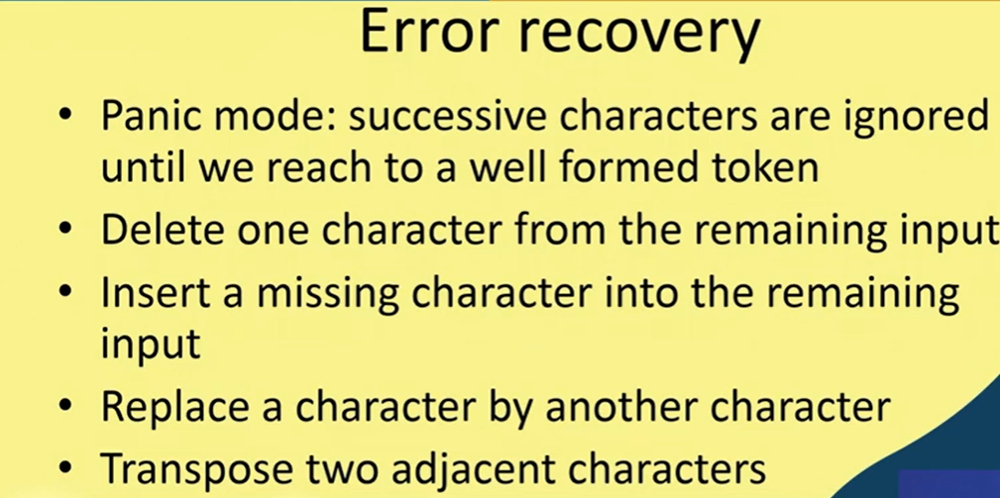 Error recovery
• Panic mode: successive characters are ignored
until we reach to a well formed token
• Delete one character from the remaining input
• Insert a missing character into the remaining
input
• Replace a character by another character
• Transpose two adjacent characters